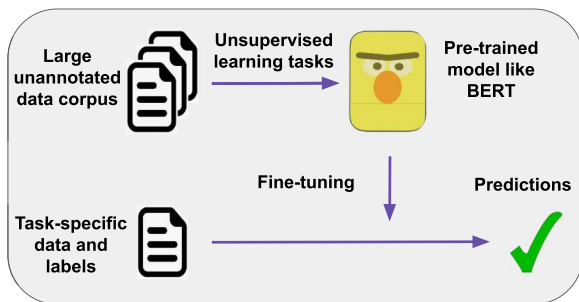 Large
unannotated
data corpus
Unsupervised
learning tasks
Pre-trained
model like
BERT
Fine-tuning
Predictions
Task-specific
data and
labels